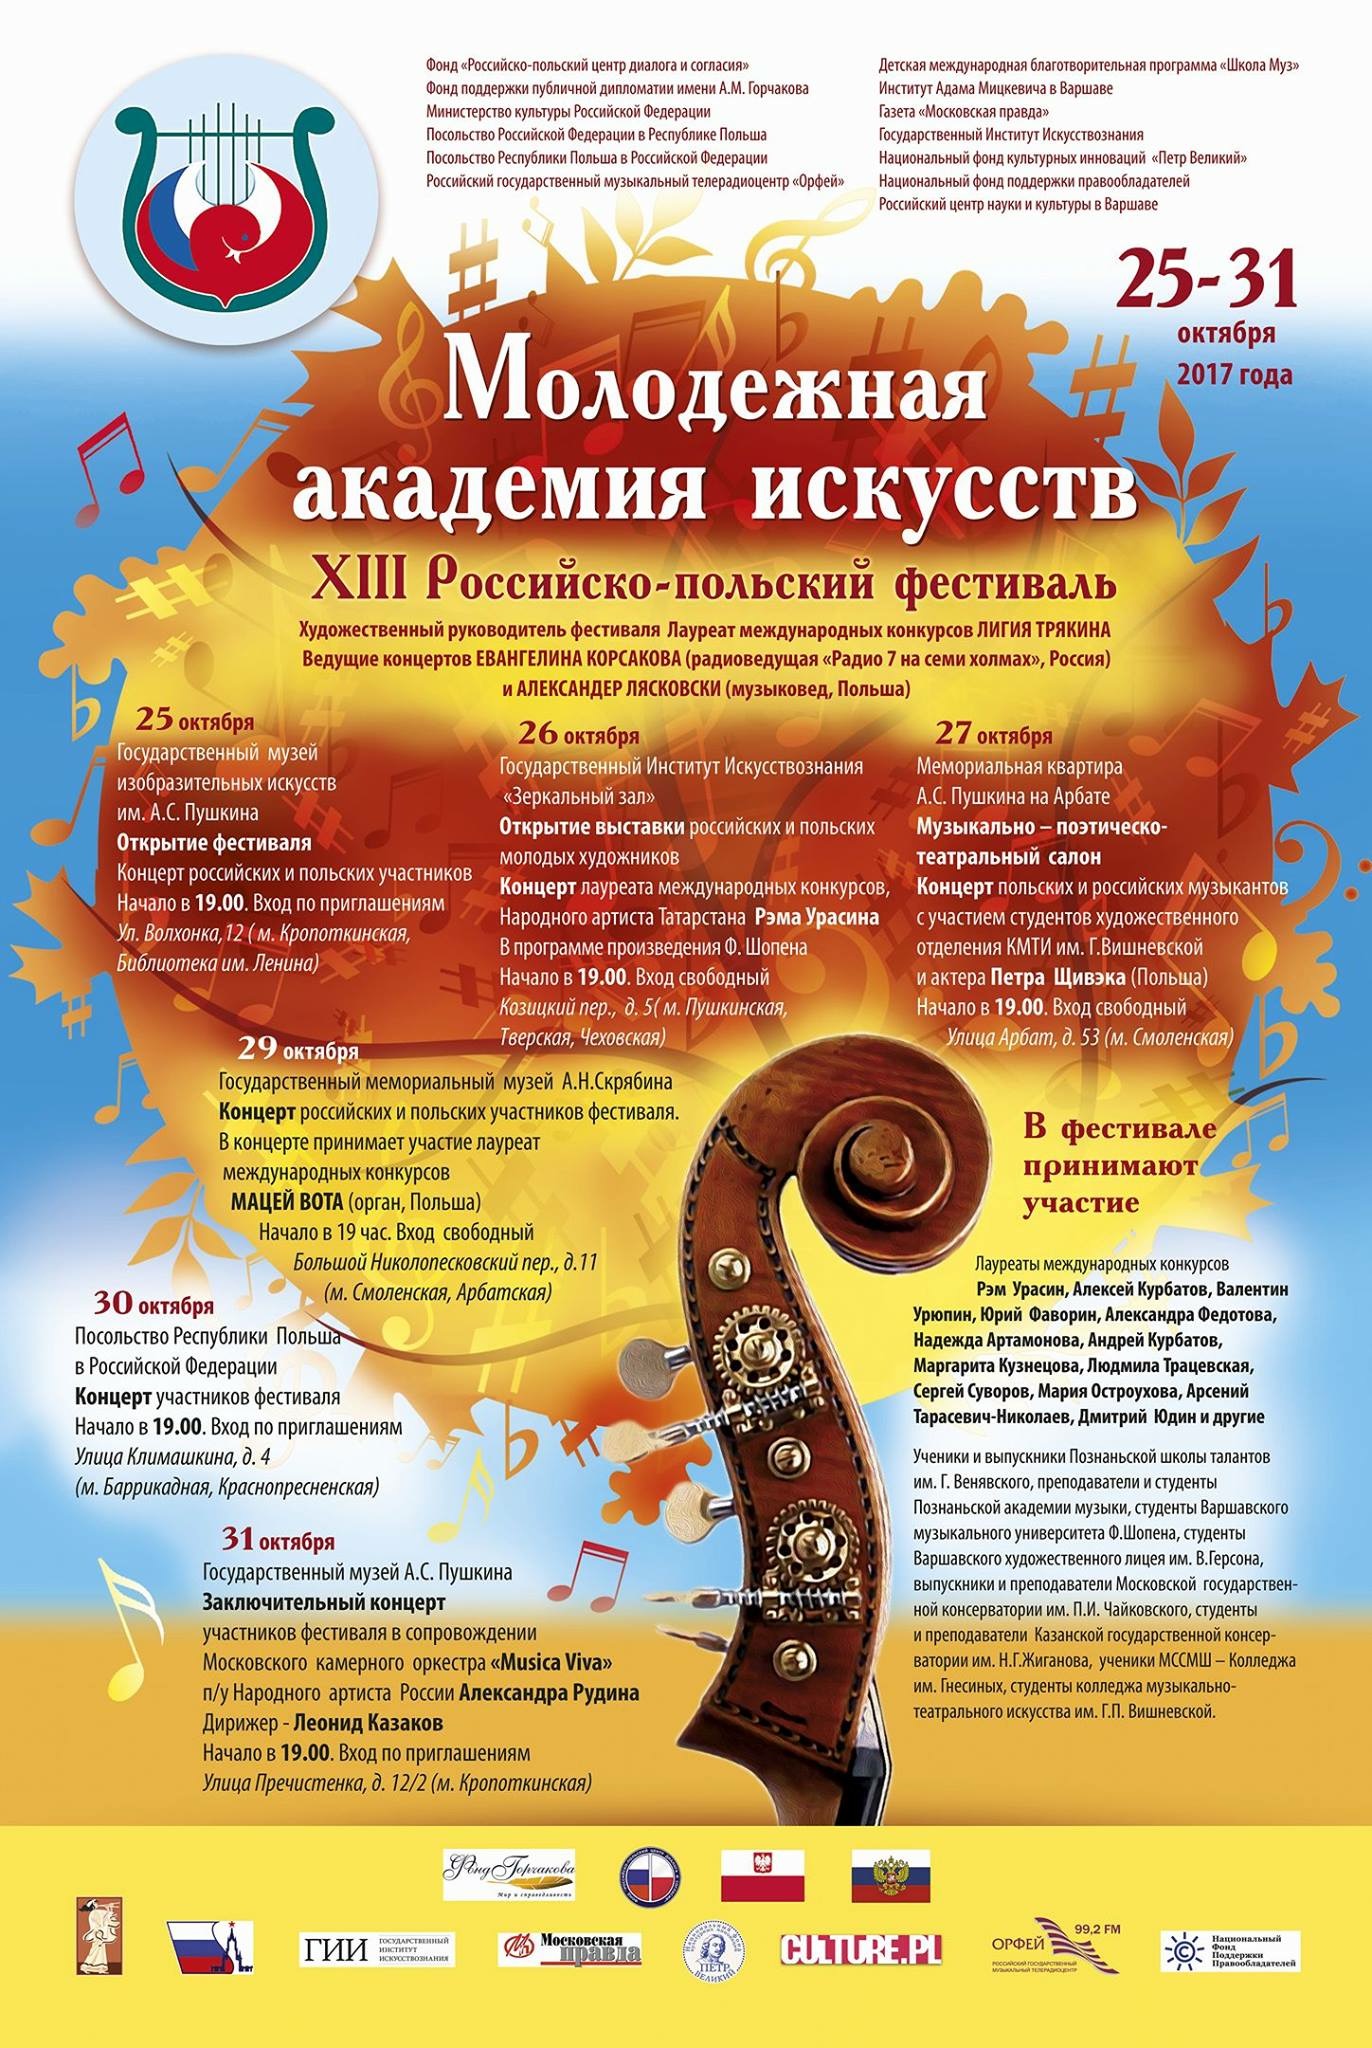 Фонд «Российско-польский центр диалога и согласия»
Фонд поддержки публичной дипломатии имени А.М. Горчакова
Министерство культуры Российской Федерации
Посольство Российской Федерации в Республике Польша
Посольство Республики Польша в Российской Федерации
Российский государственный музыкальный телерадиоцентр «Орфей»
Детская международная благотворительная программа «Школа Муз»
Институт Адама Мицкевича в Варшаве
Газета «Московская правда»
Государственный Институт Искусствознания
Национальный фонд культурных инноваций «Петр Великий»
Национальный фонд поддержки правообладателей
Российский центр науки и культуры в Варшаве
25-31
октября
2017 года
Молодежная
академия искусств
XIII Российско-польский фестиваль
Художественный руководитель фестиваля Лауреат международных конкурсов ЛИГИЯ ТРЯКИНА
Ведущие концертов ЕВАНГЕЛИНА КОРСАКОВА (радиоведущая «Радио 7 на семи холмах», Россия)
и АЛЕКСАНДЕР ЛЯСКОВСКИ (музыковед, Польша)
25 октября
Государственный музей
изобразительных искусств
им. А.С. Пушкина
Открытие фестиваля
Концерт российских и польских участников
Начало в 19.00. Вход по приглашениям
Ул. Волхонка,12 ( м. Кропоткинская,
Библиотека им. Ленина)
26 октября
Государственный Институт Искусствознания
«Зеркальный зал»
Открытие выставки российских и польских
молодых художников
Концерт лауреата международных конкурсов,
Народного артиста Татарстана Рэма Урасина
В программе произведения Ф. Шопена
Начало в 19.00. Вход свободный
Козицкий пер., д. 5( м. Пушкинская,
Тверская, Чеховская)
27 октября
Мемориальная квартира
А.С. Пушкина на Арбате
Музыкально – поэтическо-
театральный салон
Концерт польских и российских музыкантов
с участием студентов художественного
отделения КМТИ им. Г.Вишневской
и актера Петра Щивэка (Польша)
Начало в 19.00. Вход свободный
Улица Арбат, д. 53 (м. Смоленская)
29 октября
Государственный мемориальный музей А.Н.Скрябина
Концерт российских и польских участников фестиваля.
В концерте принимает участие лауреат
международных конкурсов
МАЦЕЙ ВОТА (орган, Польша)
Начало в 19 час. Вход свободный
Большой Николопесковский пер., д.11
(м. Смоленская, Арбатская)
30 октября
Посольство Республики Польша
в Российской Федерации
Концерт участников фестиваля
Начало в 19.00. Вход по приглашениям
Улица Климашкина, д. 4
(м. Баррикадная, Краснопресненская)
31 октября
Государственный музей А.С. Пушкина
Заключительный концерт
участников фестиваля в сопровождении
Московского камерного оркестра «Musica Viva»
п/у Народного артиста России Александра Рудина
Дирижер - Леонид Казаков
Начало в 19.00. Вход по приглашениям
Улица Пречистенка, д. 12/2 (м. Кропоткинская)
В фестивале
принимают
участие
Лауреаты международных конкурсов
Рэм Урасин, Алексей Курбатов, Валентин
Урюпин, Юрий Фаворин, Александра Федотова,
Надежда Артамонова, Андрей Курбатов,
Маргарита Кузнецова, Людмила Трацевская,
Сергей Суворов, Мария Остроухова, Арсений
Тарасевич-Николаев, Дмитрий Юдин и другие
Ученики и выпускники Познаньской школы талантов
им. Г. Венявского, преподаватели и студенты
Познаньской академии музыки, студенты Варшавского
музыкального университета Ф.Шопена, студенты
Варшавского художественного лицея им. В.Герсона,
выпускники и преподаватели Московской государствен-
ной консерватории им. П.И. Чайковского, студенты
и преподаватели Казанской государственной консер-
ватории им. Н.Г.Жиганова, ученики МССМШ – Колледжа
им. Гнесиных, студенты колледжа музыкально-
театрального искусства им. Г.П. Вишневской.
Фонд Горчакова
Мир и справедливость
ГИИ
ГОСУДАРСТВЕННЫЙ
ИНСТИТУТ
ИСКУССТВОЗНАНИЯ
Московская
правда
ПЕТР
ВЕЛИКИЙ
CULTURE.PL
ОРФЕЙ
99,2 FM
РОССИЙСКИЙ ГОСУДАРСТВЕННЫЙ
МУЗЫКАЛЬНЫЙ ТЕЛЕРАДИОЦЕНТР
Национальный
Фонд
Поддержки
Правообладателей